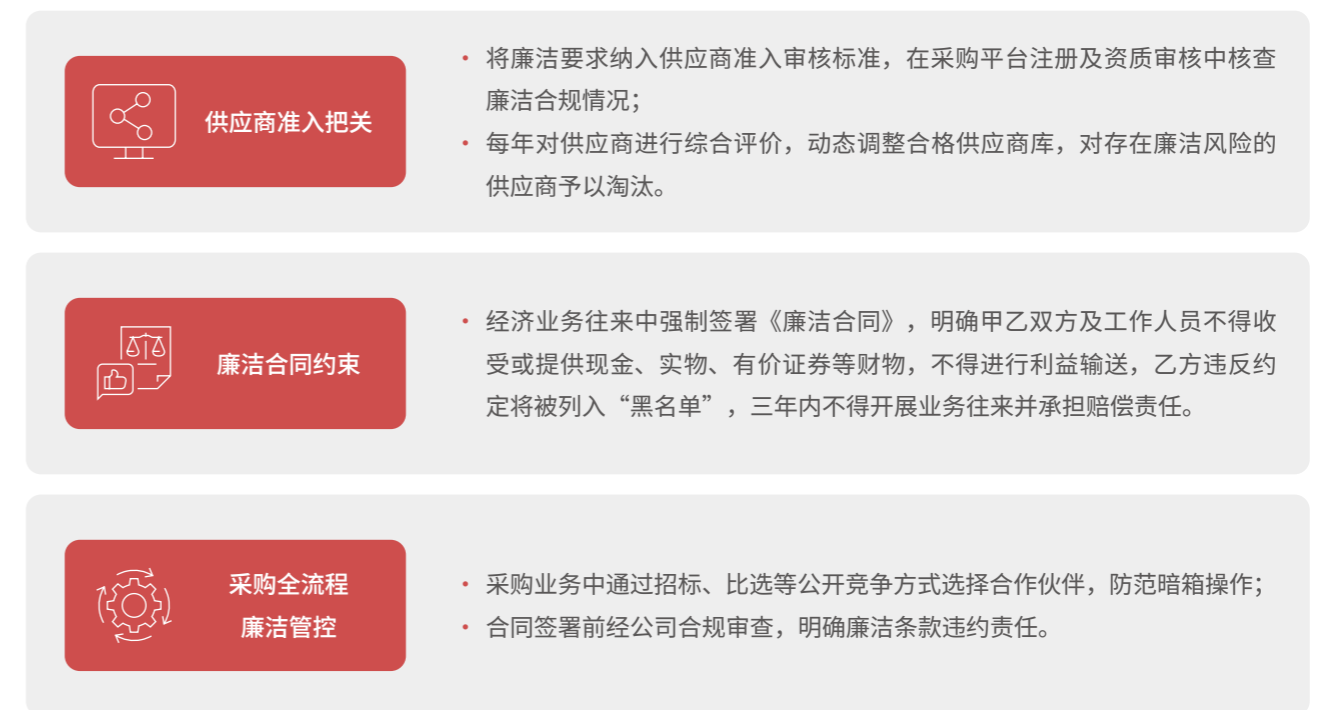 供应商准入把关
• 将廉洁要求纳入供应商准入审核标准，在采购平台注册及资质审核中核查
廉洁合规情况；
• 每年对供应商进行综合评价，动态调整合格供应商库，对存在廉洁风险的
供应商予以淘汰。
廉洁合同约束
• 经济业务往来中强制签署《廉洁合同》，明确甲乙双方及工作人员不得收
受或提供现金、实物、有价证券等财物，不得进行利益输送，乙方违反约
定将被列入“黑名单”，三年内不得开展业务往来并承担赔偿责任。
采购全流程
廉洁管控
• 采购业务中通过招标、比选等公开竞争方式选择合作伙伴，防范暗箱操作；
• 合同签署前经公司合规审查，明确廉洁条款违约责任。